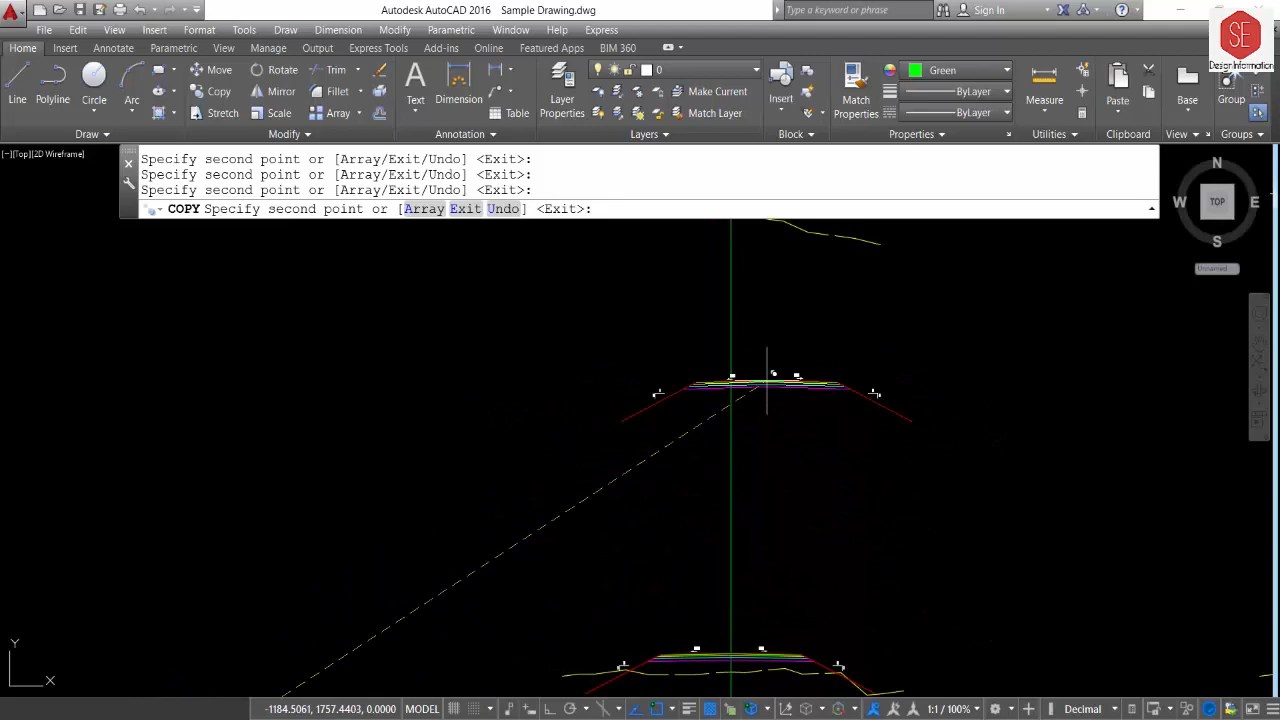 Autodesk AutoCAD 2016 Sample Drawing.dwg
Type a keyword or phrase
Sign In
File Edit View Insert Format Tools Draw Dimension Modify Parametric Window Help Express
Home Insert Annotate Parametric View Manage Output Express Tools Add-ins Online Featured Apps BIM 360
SE
Design Information
Move Rotate Trim
0
Green
Copy Mirror Fillet
Make Current
ByLayer
Line Polyline Circle Arc
Text Dimension
Layer Properties
Insert
Match Properties
Measure
Paste
Base
Group
Stretch Scale Array
Table
Match Layer
ByLayer
Draw Modify Annotation Layers Block Properties Utilities Clipboard View Groups
[−][Top][2D Wireframe]
Specify second point or [Array/Exit/Undo] <Exit>:
Specify second point or [Array/Exit/Undo] <Exit>:
Specify second point or [Array/Exit/Undo] <Exit>:
COPY Specify second point or [Array Exit Undo] <Exit>:
N
W TOP E
S
Unnamed
Y
X
-1184.5061, 1757.4403, 0.0000 MODEL
1:1 / 100%
Decimal